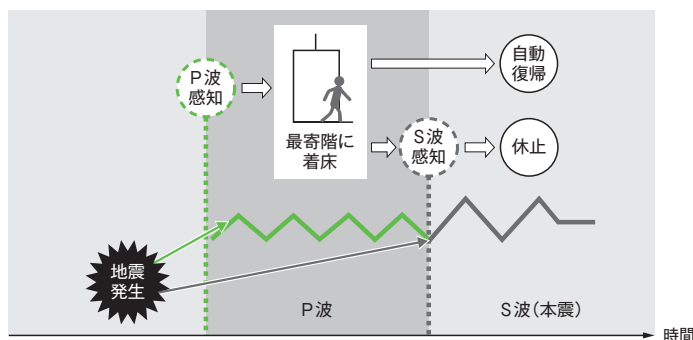 P波
感知
最寄階に
着床
自動
復帰
S波
感知
休止
地震
発生
P波
S波(本震)
時間